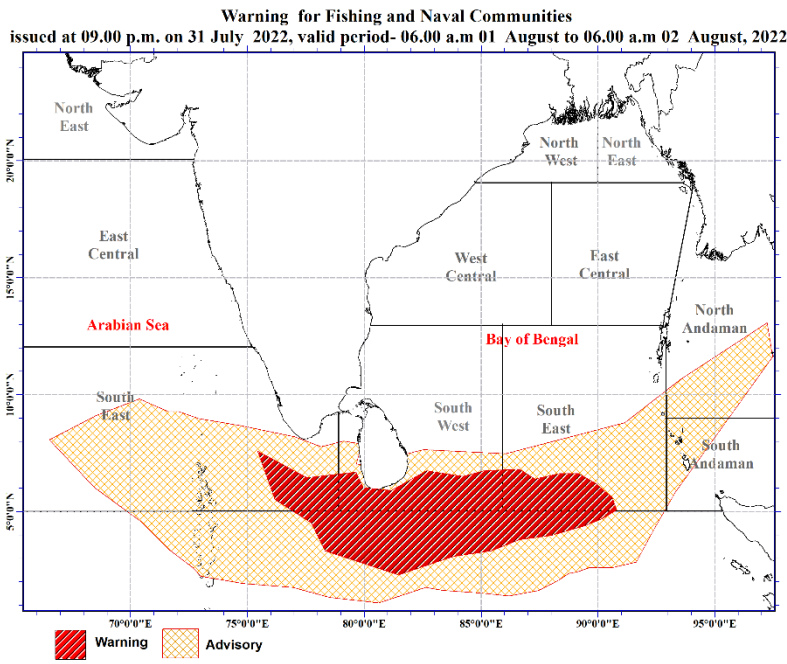 Warning for Fishing and Naval Communities
issued at 09.00 p.m. on 31 July 2022, valid period- 06.00 a.m 01 August to 06.00 a.m 02 August, 2022
North
East
North
West
North
East
20°0'0"N
East
Central
West
Central
East
Central
15°0'0"N
North
Andaman
Arabian Sea
Bay of Bengal
10°0'0"N
South
East
South
West
South
East
South
Andaman
5°0'0"N
70°0'0"E
75°0'0"E
80°0'0"E
85°0'0"E
90°0'0"E
95°0'0"E
Warning
Advisory